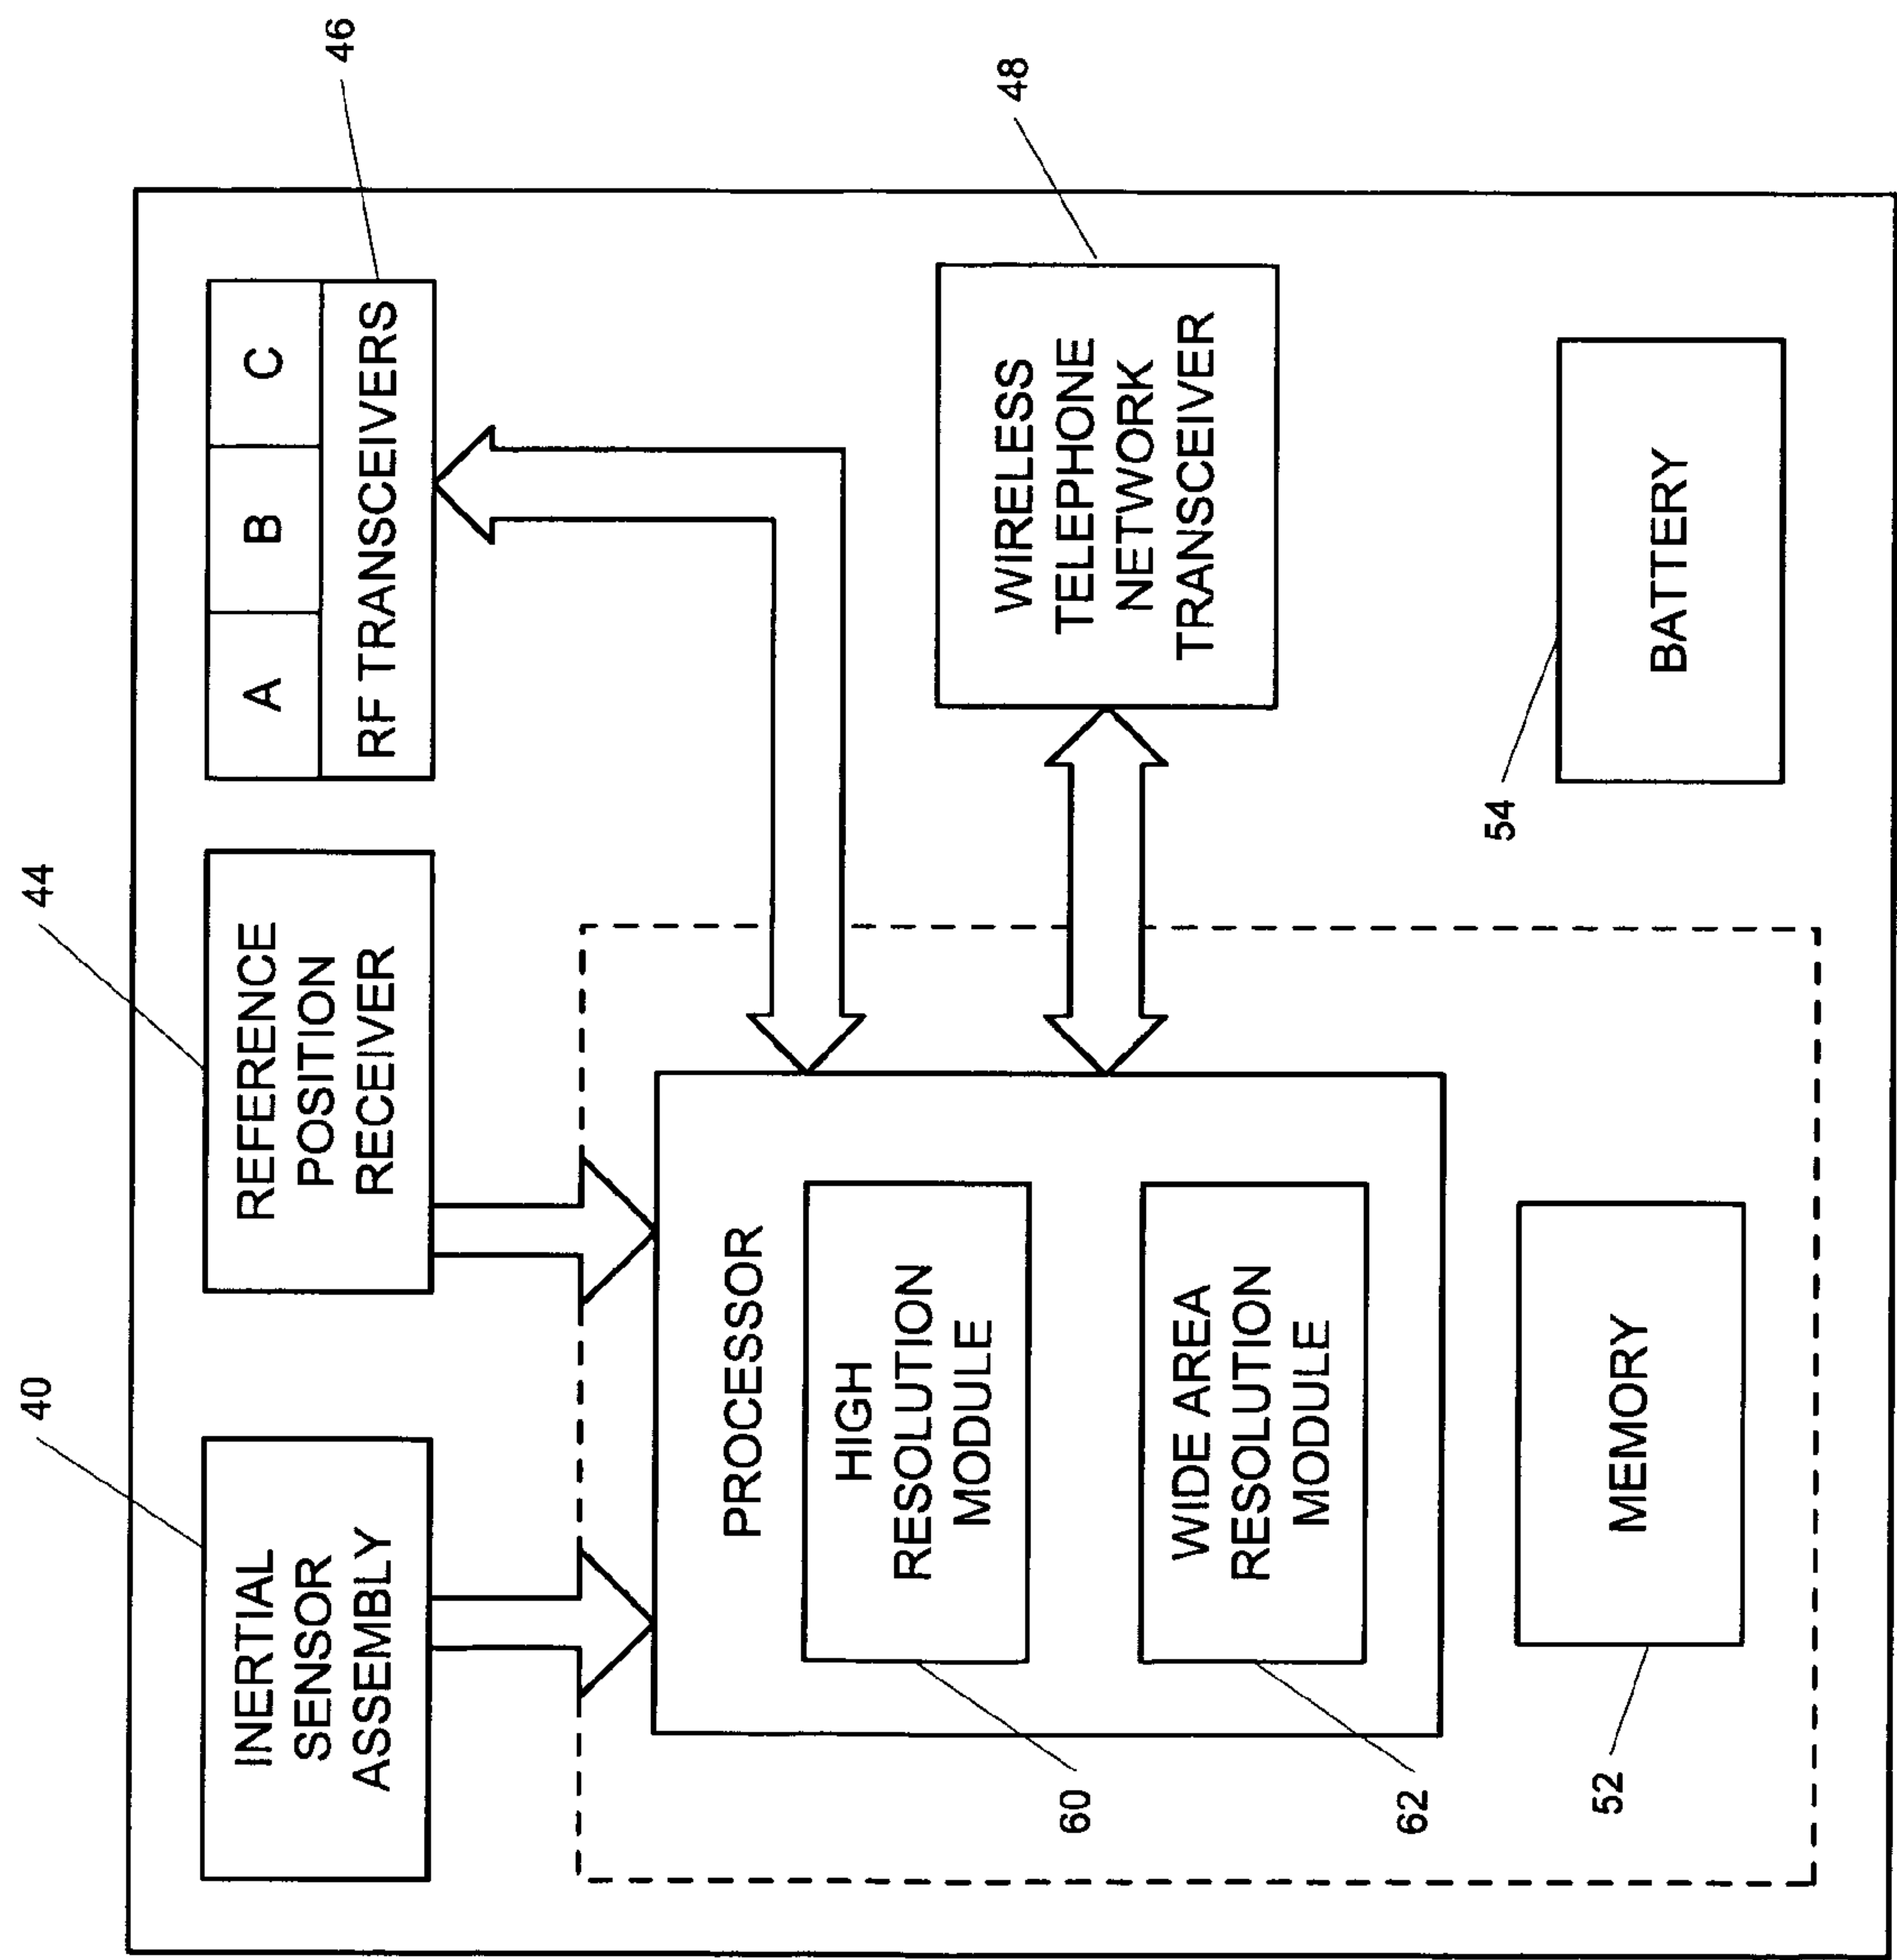 40
44
46
INERTIAL
SENSOR
ASSEMBLY
REFERENCE
POSITION
RECEIVER
A B C
RF TRANSCEIVERS
PROCESSOR
HIGH
RESOLUTION
MODULE
60
WIDE AREA
RESOLUTION
MODULE
62
48
WIRELESS
TELEPHONE
NETWORK
TRANSCEIVER
MEMORY
52
54
BATTERY